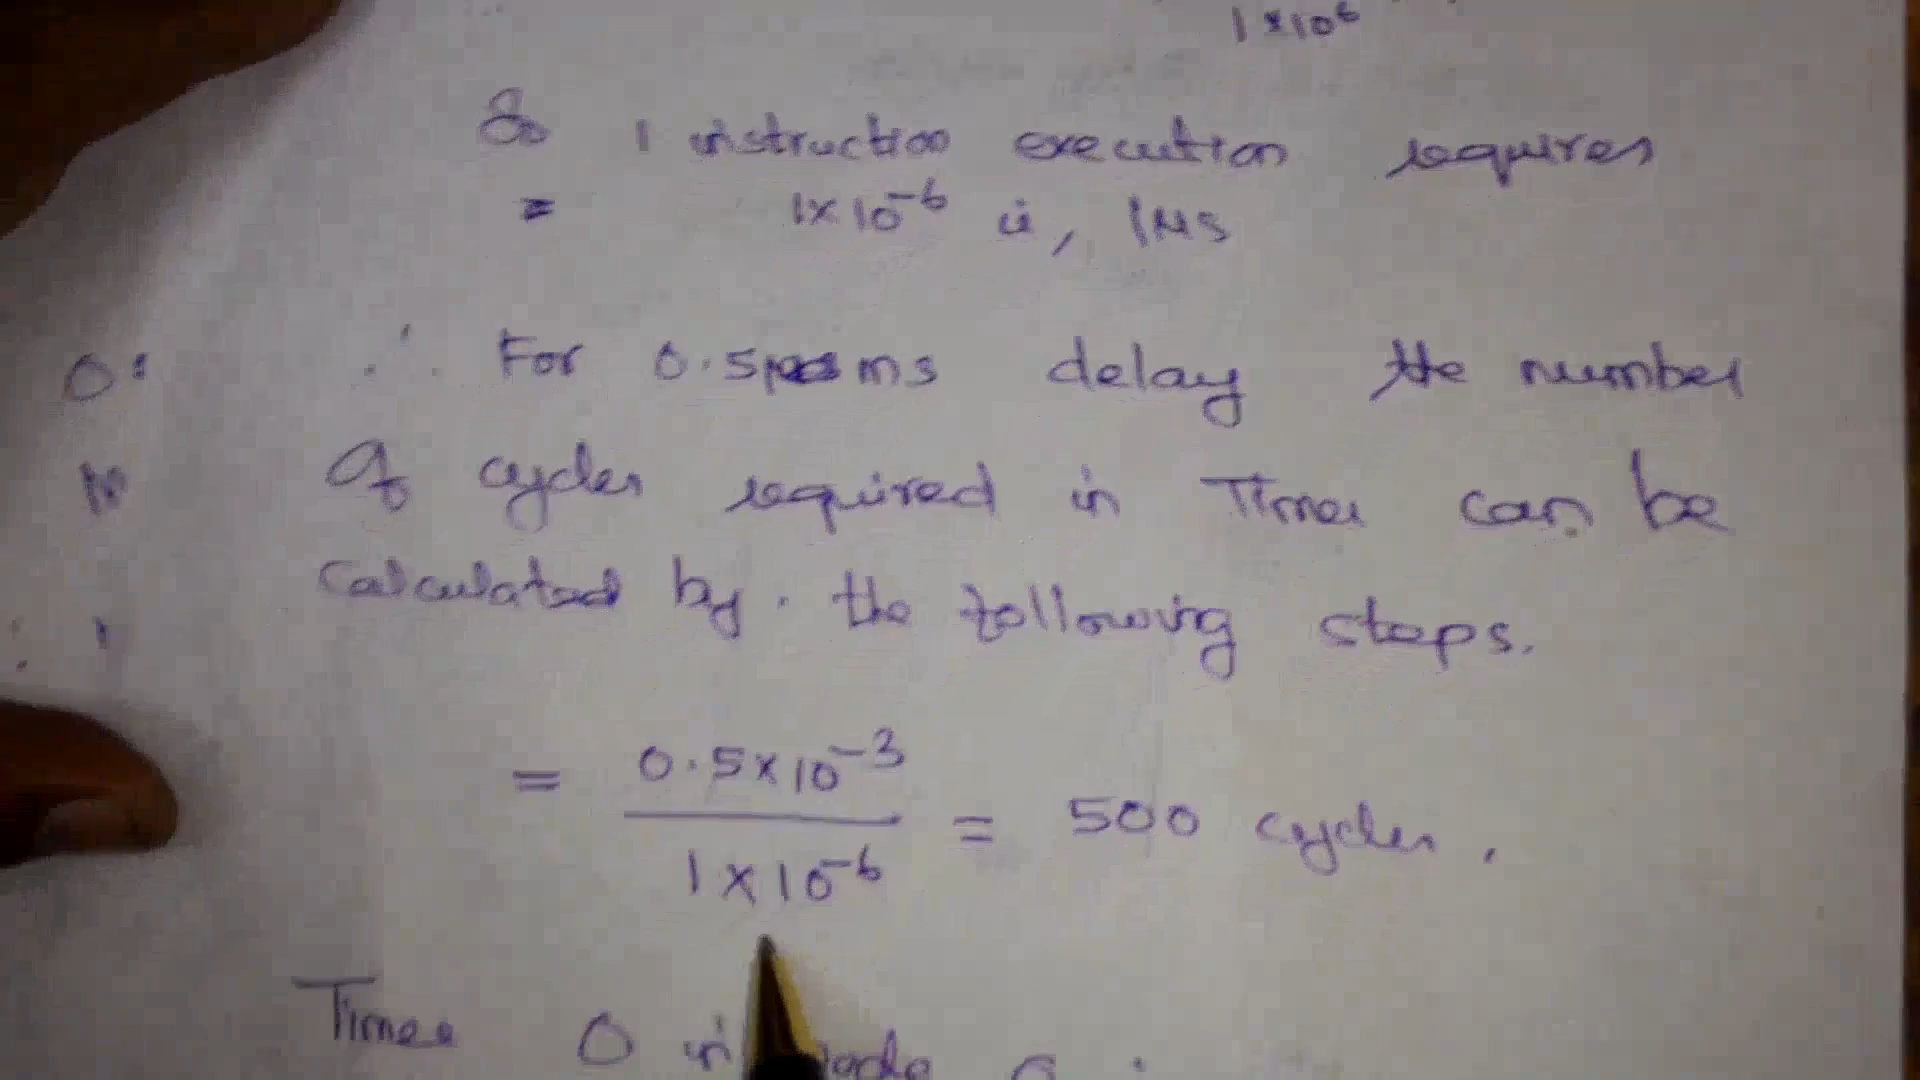 1×10⁶
So 1 instruction execution requires
= 1×10⁻⁶ ie, 1μs
∴ For 0.5 ms delay the number
Of cycles required in Timer can be
Calculated by. the following steps.
= 0.5×10⁻³
1×10⁻⁶ = 500 cycles.
Timer 0 in